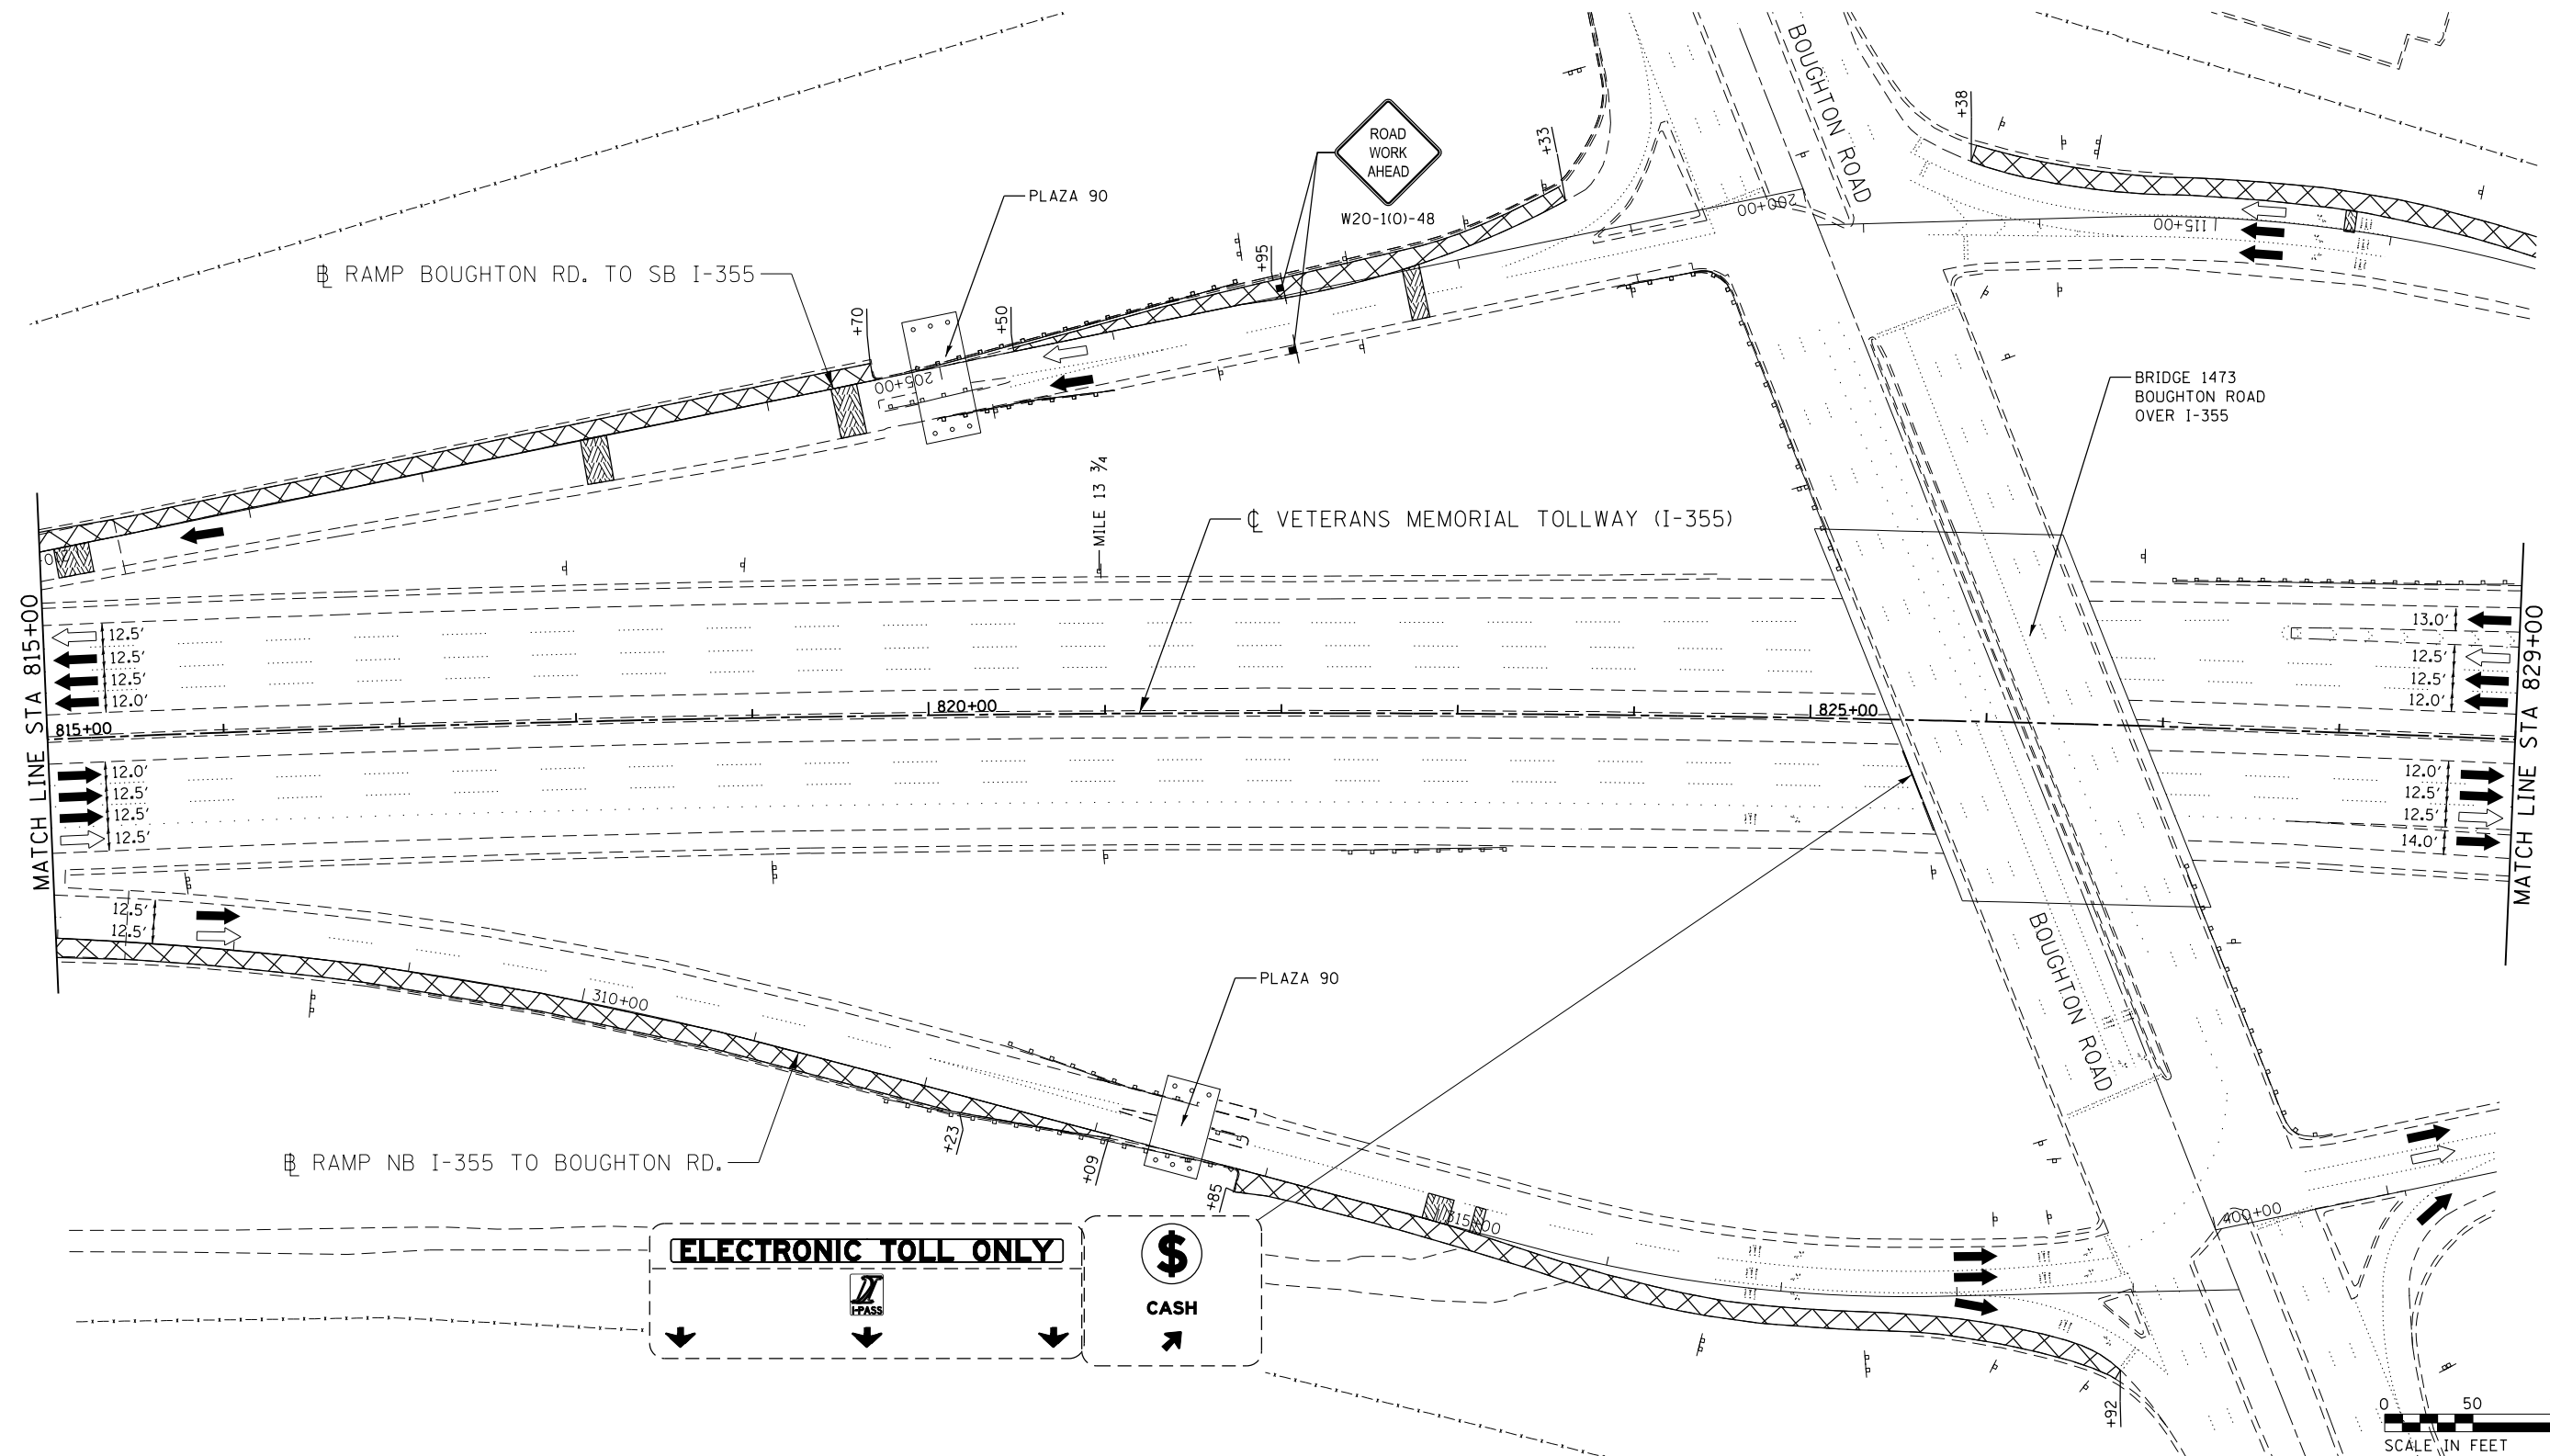 BOUGHTON ROAD
+38
ROAD
WORK
AHEAD
W20-1(O)-48
+33
PLAZA 90
200+00
115+00
+95
℄ RAMP BOUGHTON RD. TO SB I-355
+70
+50
205+00
BRIDGE 1473
BOUGHTON ROAD
OVER I-355
MILE 13 ¾
℄ VETERANS MEMORIAL TOLLWAY (I-355)
MATCH LINE STA 815+00
12.5'
12.5'
12.5'
12.0'
815+00
820+00
825+00
13.0'
12.5'
12.5'
12.0'
MATCH LINE STA 829+00
12.0'
12.5'
12.5'
12.5'
12.0'
12.5'
12.5'
14.0'
12.5'
12.5'
BOUGHTON ROAD
310+00
PLAZA 90
+23
+09
+85
℄ RAMP NB I-355 TO BOUGHTON RD.
315+00
400+00
ELECTRONIC TOLL ONLY
I-PASS
$
CASH
+92
0 50
SCALE IN FEET